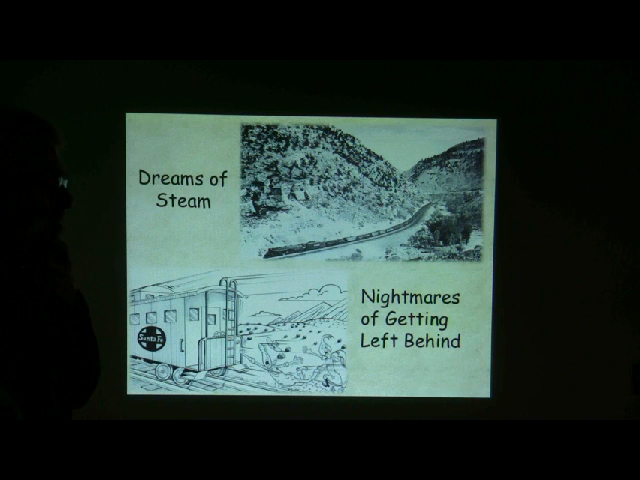 Dreams of
Steam
Nightmares
of Getting
Left Behind
Santa Fe